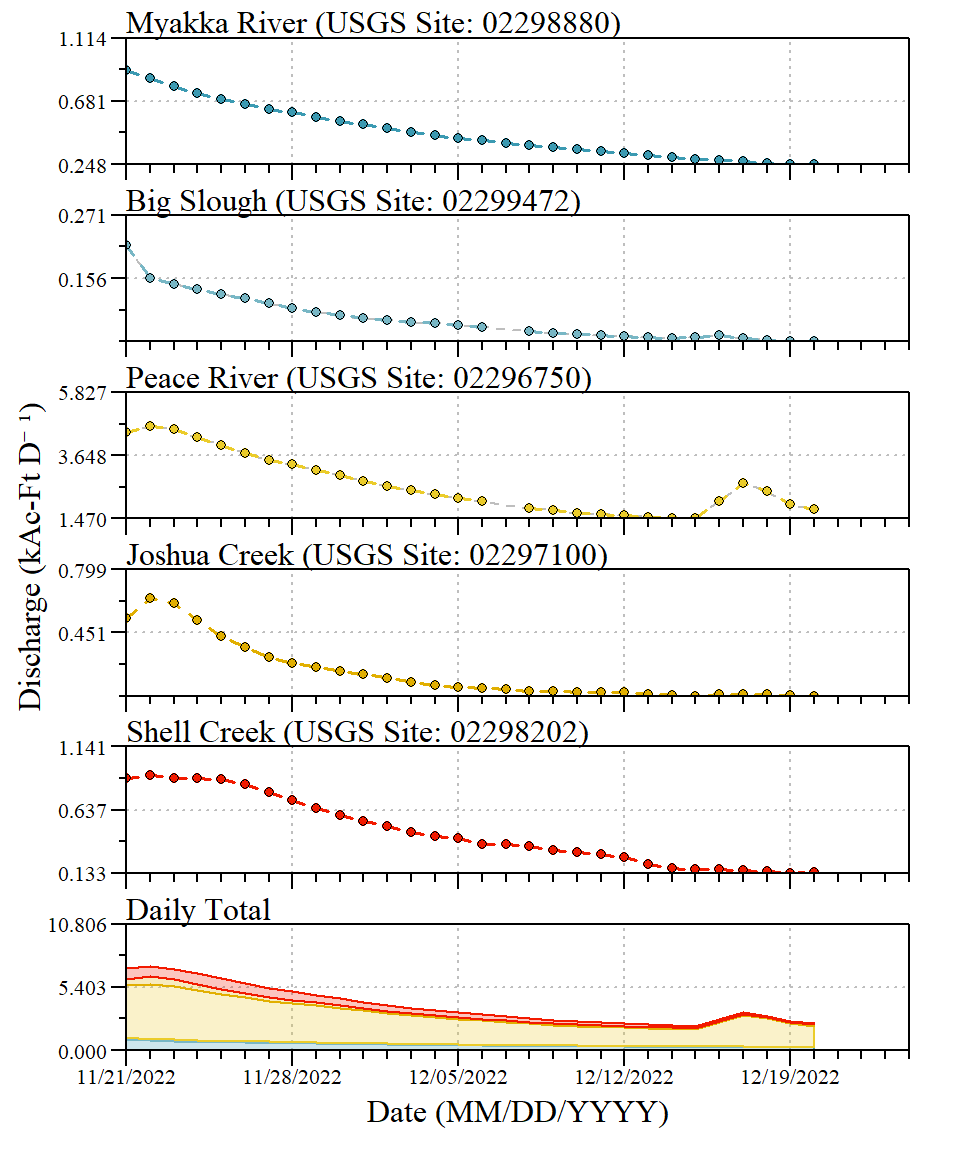 Myakka River (USGS Site: 02298880)
1.114
0.681
0.248
Big Slough (USGS Site: 02299472)
0.271
0.156
Peace River (USGS Site: 02296750)
5.827
3.648
1.470
Joshua Creek (USGS Site: 02297100)
0.799
0.451
Shell Creek (USGS Site: 02298202)
1.141
0.637
0.133
Daily Total
10.806
5.403
0.000
Discharge (kAc-Ft D⁻¹)
11/21/2022 11/28/2022 12/05/2022 12/12/2022 12/19/2022
Date (MM/DD/YYYY)